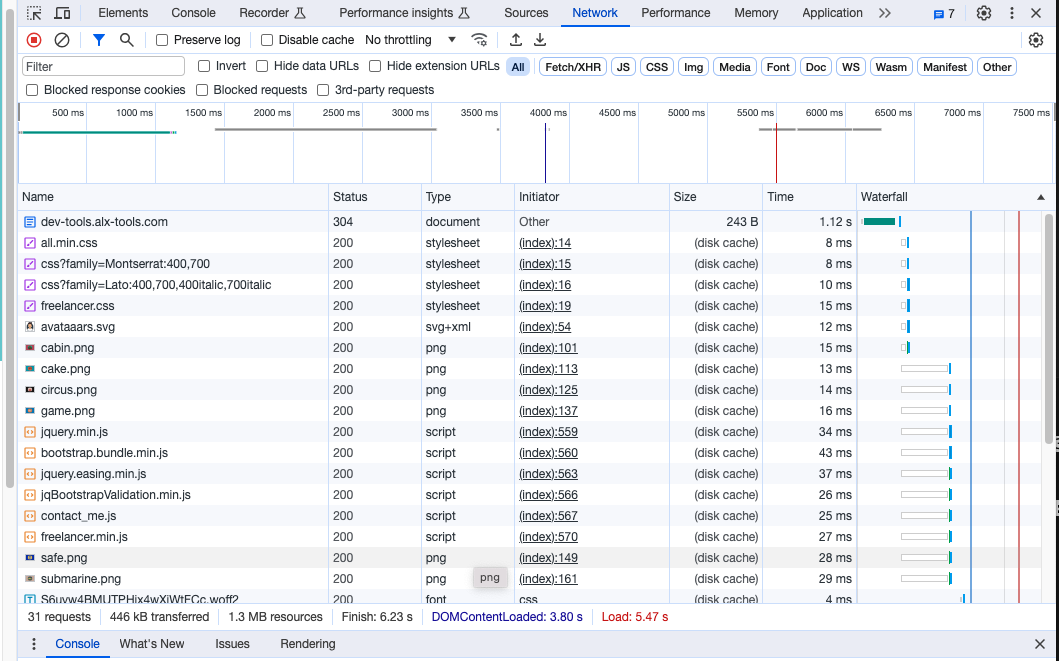 Elements Console Recorder Performance insights Sources Network Performance Memory Application 7
Preserve log Disable cache No throttling
Filter Invert Hide data URLs Hide extension URLs All Fetch/XHR JS CSS Img Media Font Doc WS Wasm Manifest Other
Blocked response cookies Blocked requests 3rd-party requests
500 ms 1000 ms 1500 ms 2000 ms 2500 ms 3000 ms 3500 ms 4000 ms 4500 ms 5000 ms 5500 ms 6000 ms 6500 ms 7000 ms 7500 ms
Name Status Type Initiator Size Time Waterfall
dev-tools.alx-tools.com 304 document Other 243 B 1.12 s
all.min.css 200 stylesheet (index):14 (disk cache) 8 ms
css?family=Montserrat:400,700 200 stylesheet (index):15 (disk cache) 8 ms
css?family=Lato:400,700,400italic,700italic 200 stylesheet (index):16 (disk cache) 10 ms
freelancer.css 200 stylesheet (index):19 (disk cache) 15 ms
avataaars.svg 200 svg+xml (index):54 (disk cache) 12 ms
cabin.png 200 png (index):101 (disk cache) 15 ms
cake.png 200 png (index):113 (disk cache) 13 ms
circus.png 200 png (index):125 (disk cache) 14 ms
game.png 200 png (index):137 (disk cache) 16 ms
jquery.min.js 200 script (index):559 (disk cache) 34 ms
bootstrap.bundle.min.js 200 script (index):560 (disk cache) 43 ms
jquery.easing.min.js 200 script (index):563 (disk cache) 37 ms
jqBootstrapValidation.min.js 200 script (index):566 (disk cache) 26 ms
contact_me.js 200 script (index):567 (disk cache) 25 ms
freelancer.min.js 200 script (index):570 (disk cache) 27 ms
safe.png 200 png (index):149 (disk cache) 28 ms
submarine.png 200 png (index):161 (disk cache) 29 ms
png
S6uyw4BMUTPHjx4wXiWtFCc.woff2 200 font css (disk cache) 4 ms
31 requests 446 kB transferred 1.3 MB resources Finish: 6.23 s DOMContentLoaded: 3.80 s Load: 5.47 s
Console What's New Issues Rendering